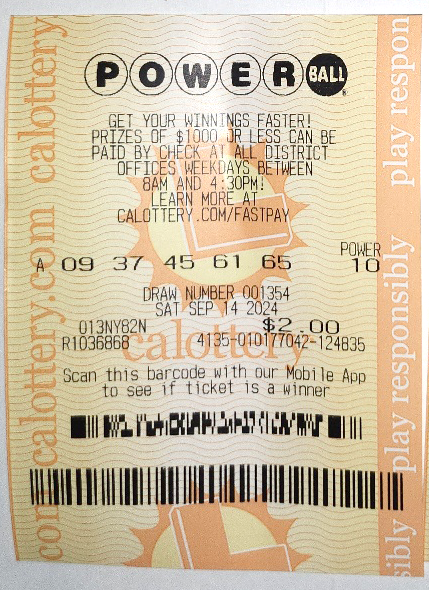 POWERBALL
GET YOUR WINNINGS FASTER!
PRIZES OF $1000 OR LESS CAN BE
PAID BY CHECK AT ALL DISTRICT
OFFICES WEEKDAYS BETWEEN
8AM AND 4:30PM!
LEARN MORE AT
CALOTTERY.COM/FASTPAY
POWER
A 09 37 45 61 65 10
DRAW NUMBER 001354
SAT SEP 14 2024
013NY82N $2.00
R1036868 4135-010177042-124835
calottery
Scan this barcode with our Mobile App
to see if ticket is a winner
com calottery.com calottery
sibly play responsibly play respon